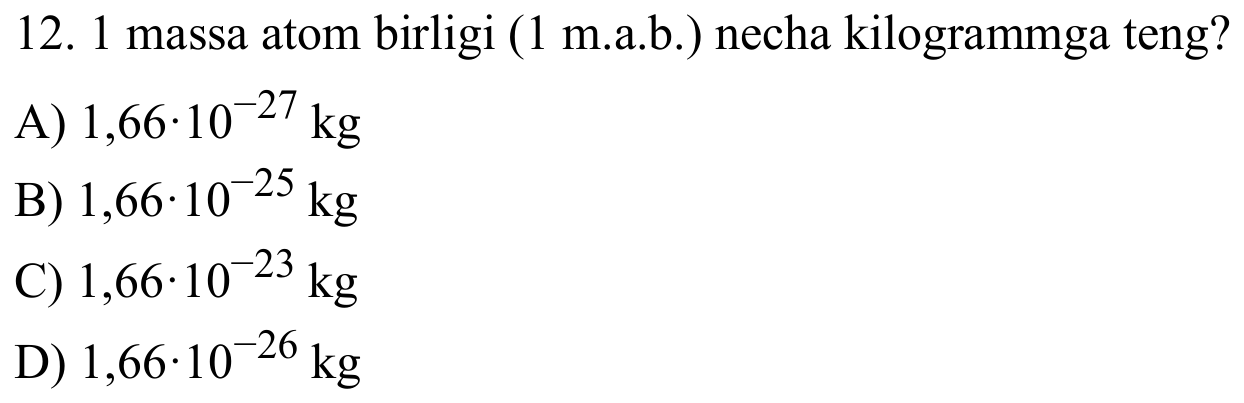 12. 1 massa atom birligi (1 m.a.b.) necha kilogrammga teng?
A) 1,66·10⁻²⁷ kg
B) 1,66·10⁻²⁵ kg
C) 1,66·10⁻²³ kg
D) 1,66·10⁻²⁶ kg